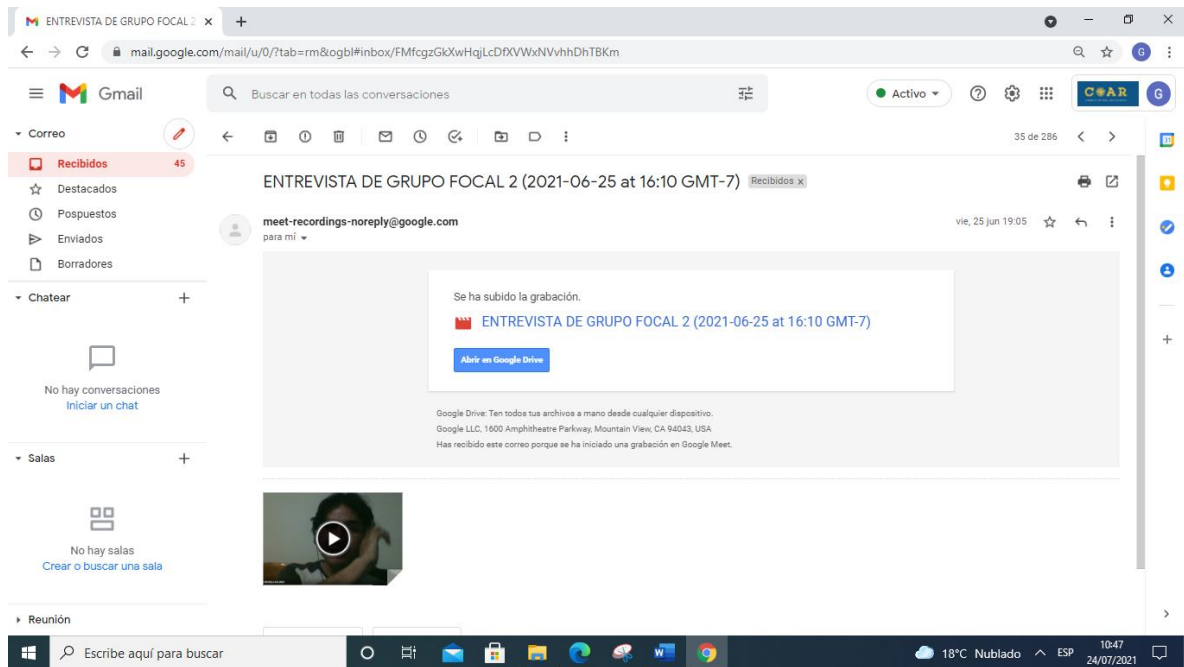 ENTREVISTA DE GRUPO FOCAL 2
mail.google.com/mail/u/0/?tab=rm&ogbl#inbox/FMfcgzGkXwHqjLcDfXVWxNVvhhDhTBKm
G
Gmail
Buscar en todas las conversaciones
Activo
COAR
G
Correo
35 de 286
Recibidos 45
Destacados
Pospuestos
Enviados
Borradores
ENTREVISTA DE GRUPO FOCAL 2 (2021-06-25 at 16:10 GMT-7) Recibidos x
meet-recordings-noreply@google.com
vie, 25 jun 19:05
para mí
Se ha subido la grabación.
ENTREVISTA DE GRUPO FOCAL 2 (2021-06-25 at 16:10 GMT-7)
Abrir en Google Drive
Google Drive: Ten todos tus archivos a mano desde cualquier dispositivo.
Google LLC, 1600 Amphitheatre Parkway, Mountain View, CA 94043, USA
Has recibido este correo porque se ha iniciado una grabación en Google Meet.
Chatear
No hay conversaciones
Iniciar un chat
Salas
No hay salas
Crear o buscar una sala
Reunión
31
Escribe aquí para buscar
18°C Nublado
ESP
10:47
24/07/2021